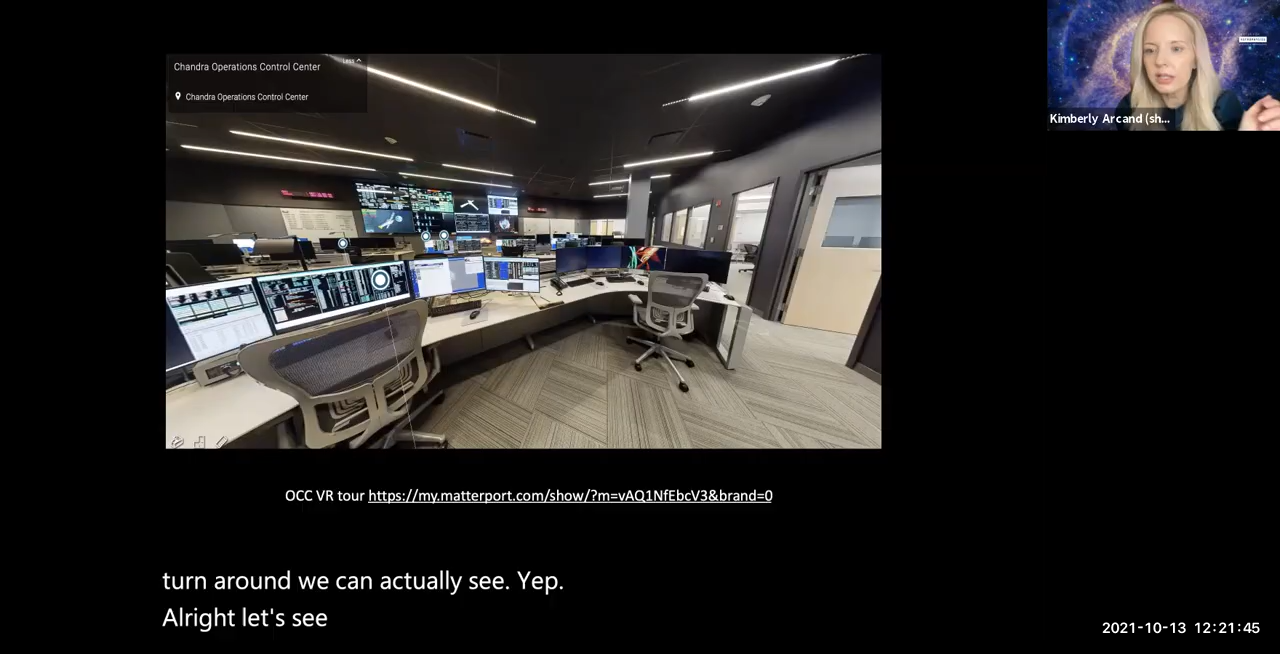 Chandra Operations Control Center
Less
Chandra Operations Control Center
Kimberly Arcand (sh...
OCC VR tour https://my.matterport.com/show/?m=vAQ1NfEbcV3&brand=0
turn around we can actually see. Yep.
Alright let's see
2021-10-13 12:21:45